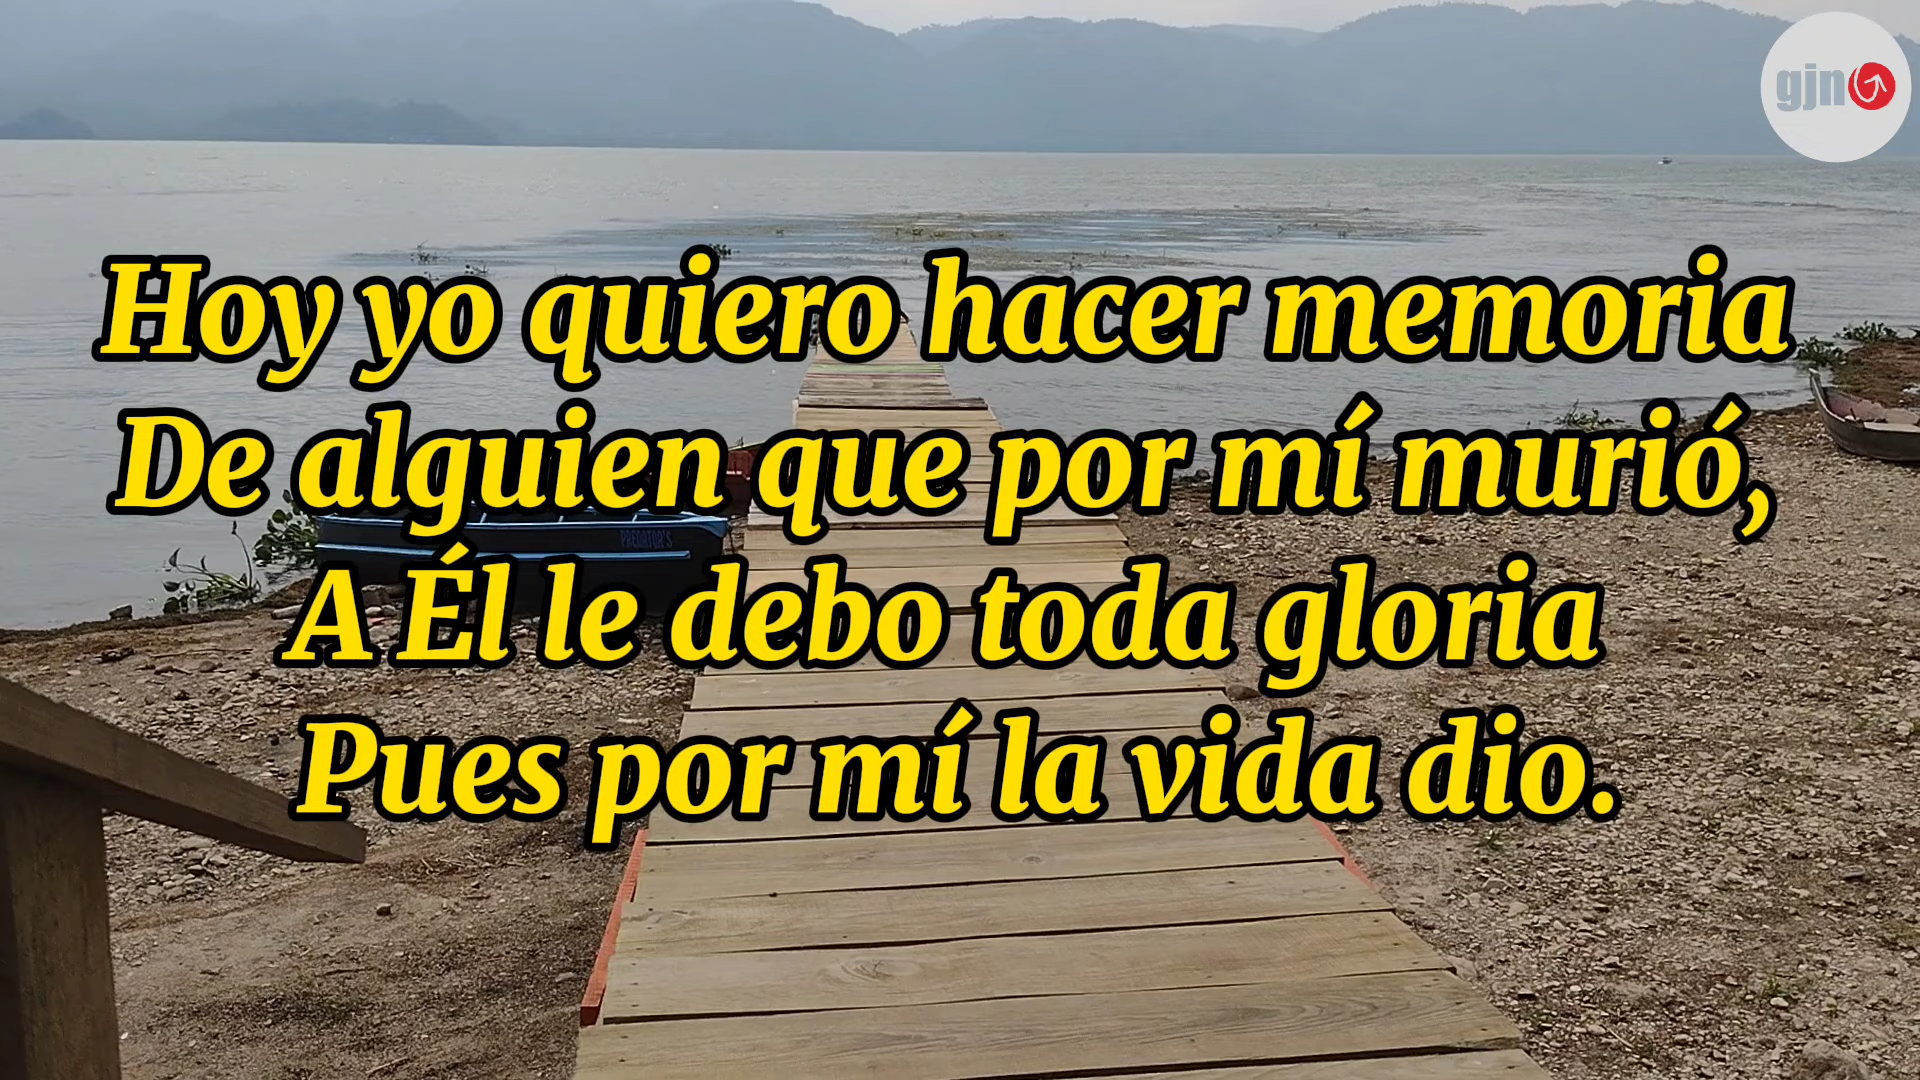 gjn
Hoy yo quiero hacer memoria
De alguien que por mí murió,
A Él le debo toda gloria
PREDATOR'S
Pues por mí la vida dio.